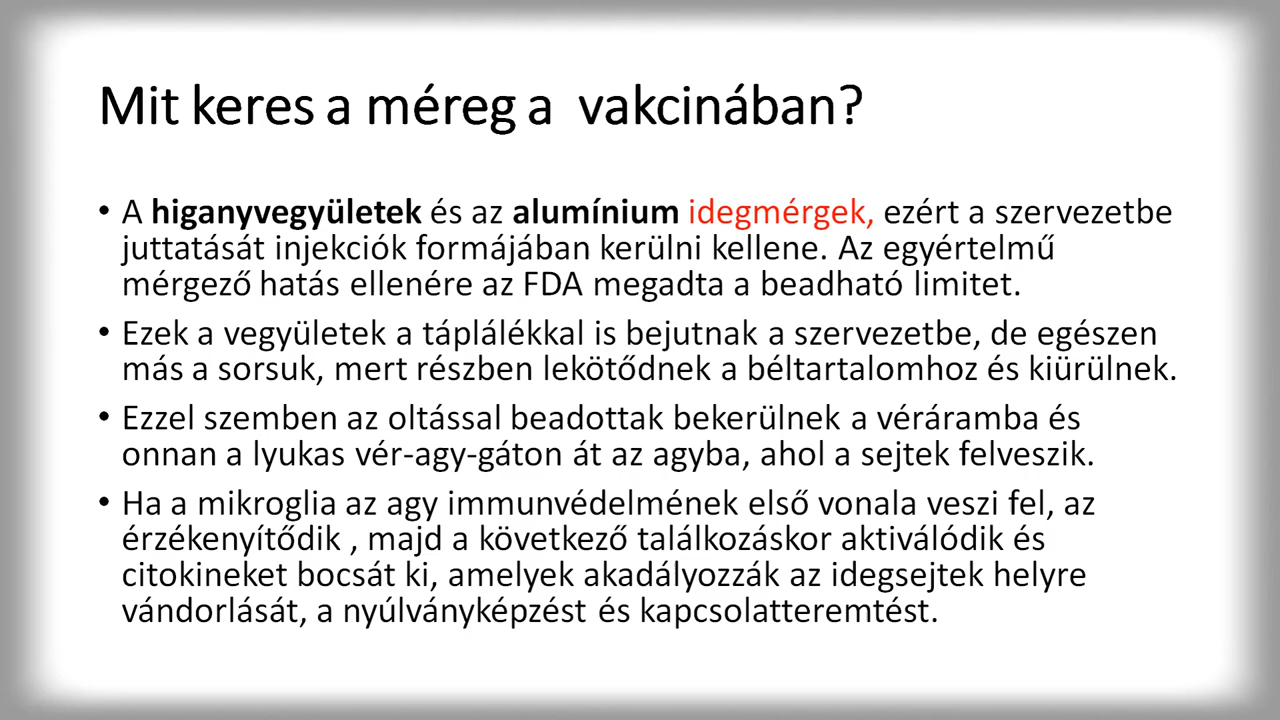 Mit keres a méreg a  vakcinában?
• A higanyvegyületek és az alumínium idegmérgek, ezért a szervezetbe
juttatását injekciók formájában kerülni kellene. Az egyértelmű
mérgező hatás ellenére az FDA megadta a beadható limitet.
• Ezek a vegyületek a táplálékkal is bejutnak a szervezetbe, de egészen
más a sorsuk, mert részben lekötődnek a béltartalomhoz és kiürülnek.
• Ezzel szemben az oltással beadottak bekerülnek a véráramba és
onnan a lyukas vér-agy-gáton át az agyba, ahol a sejtek felveszik.
• Ha a mikroglia az agy immunvédelmének első vonala veszi fel, az
érzékenyítődik , majd a következő találkozáskor aktiválódik és
citokineket bocsát ki, amelyek akadályozzák az idegsejtek helyre
vándorlását, a nyúlványképzést és kapcsolatteremtést.